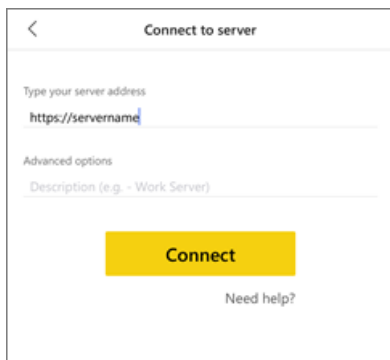 Connect to server
Type your server address
https://servername
Advanced options
Description (e.g. - Work Server)
Connect
Need help?